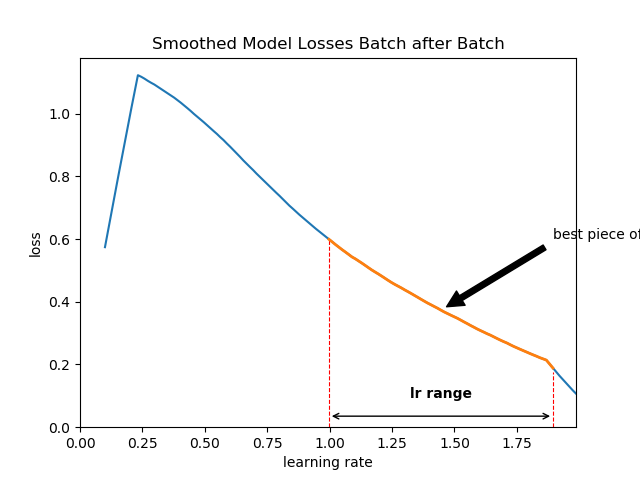 Smoothed Model Losses Batch after Batch
1.0
0.8
best piece of
0.6
loss
0.4
0.2
lr range
0.0
0.00 0.25 0.50 0.75 1.00 1.25 1.50 1.75
learning rate